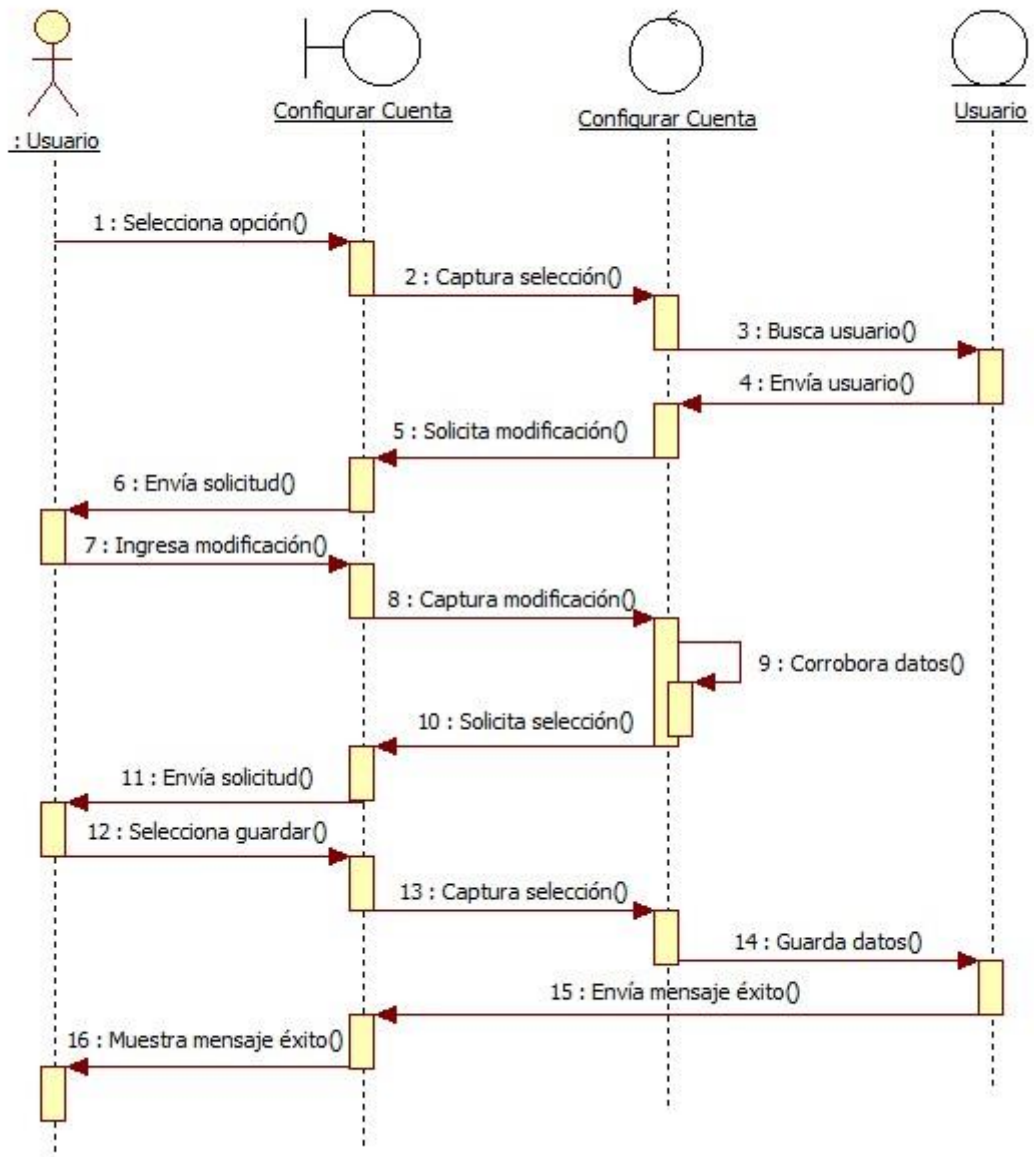 : Usuario
Configurar Cuenta
Configurar Cuenta
Usuario
1 : Selecciona opción()
2 : Captura selección()
3 : Busca usuario()
4 : Envía usuario()
5 : Solicita modificación()
6 : Envía solicitud()
7 : Ingresa modificación()
8 : Captura modificación()
9 : Corrobora datos()
10 : Solicita selección()
11 : Envía solicitud()
12 : Selecciona guardar()
13 : Captura selección()
14 : Guarda datos()
15 : Envía mensaje éxito()
16 : Muestra mensaje éxito()